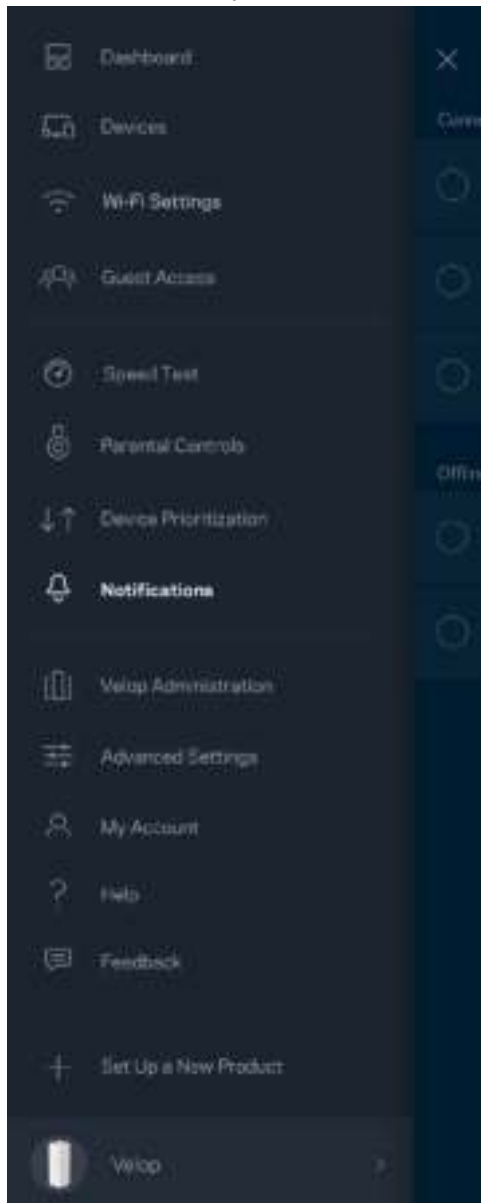 Dashboard
Devices
Wi-Fi Settings
Guest Access
Speed Test
Parental Controls
Device Prioritization
Notifications
Velop Administration
Advanced Settings
My Account
Help
Feedback
Set Up a New Product
Velop